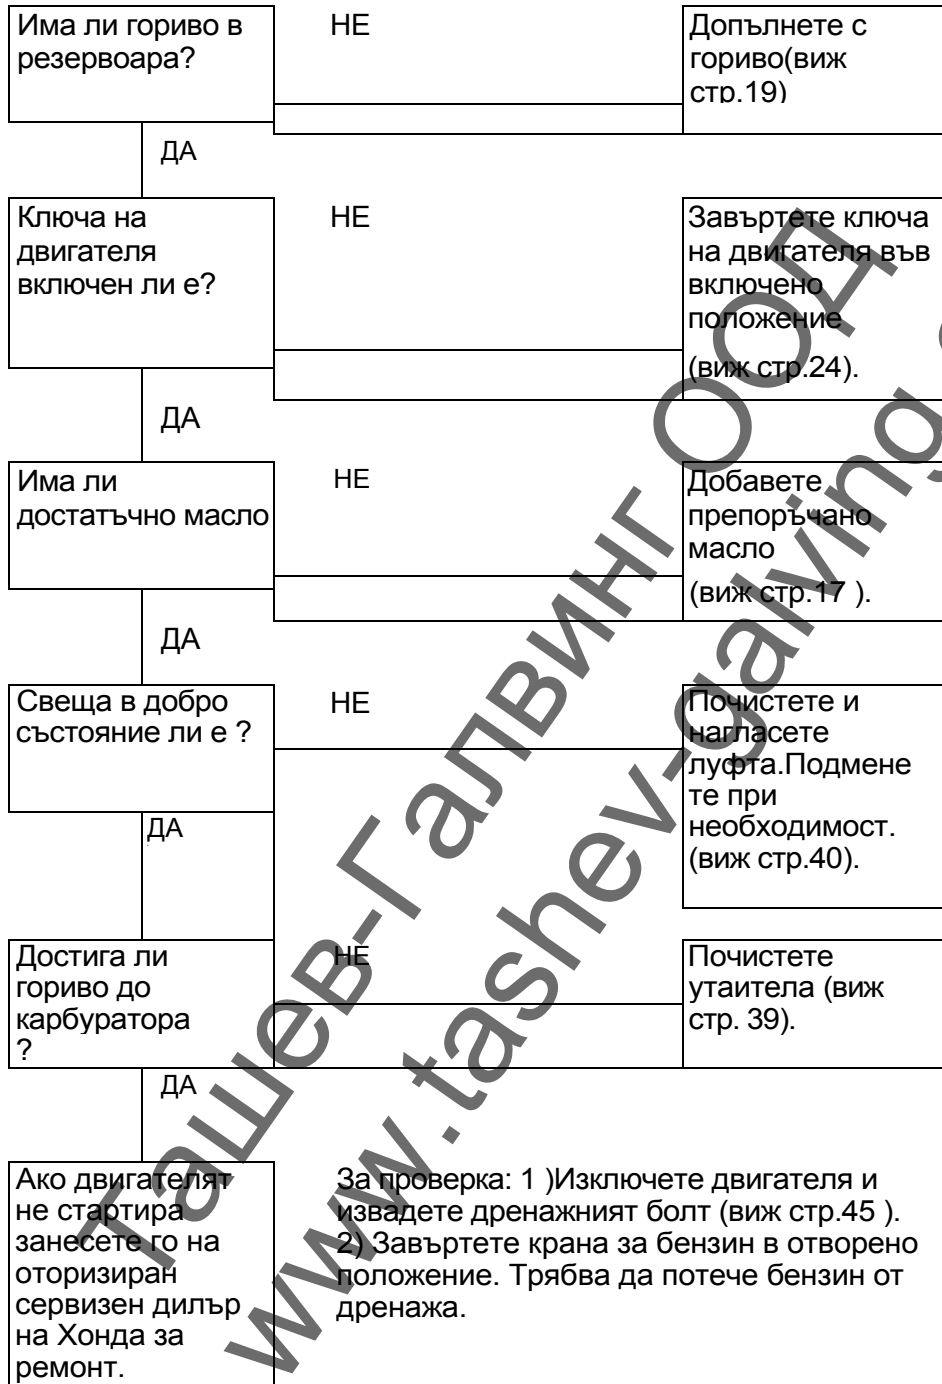 Има ли гориво в
резервоара?
НЕ
Допълнете с
гориво(виж
стр.19)
ДА
Ключа на
двигателя
включен ли е?
НЕ
Завъртете ключа
на двигателя във
включено
положение
(виж стр.24).
ДА
Има ли
достатъчно масло
НЕ
Добавете
препоръчано
масло
(виж стр.17 ).
ДА
Свеща в добро
състояние ли е ?
НЕ
Почистете и
нагласете
луфта.Подмене
те при
необходимост.
(виж стр.40).
ДА
Достига ли
гориво до
карбуратора
?
НЕ
Почистете
утаителя (виж
стр. 39).
ДА
Ако двигателят
не стартира
занесете го на
оторизиран
сервизен дилър
на Хонда за
ремонт.
За проверка: 1 )Изключете двигателя и
извадете дренажният болт (виж стр.45 ).
2) Завъртете крана за бензин в отворено
положение. Трябва да потече бензин от
дренажа.
Ташев-Галвинг ООД
www.tashev-galving.